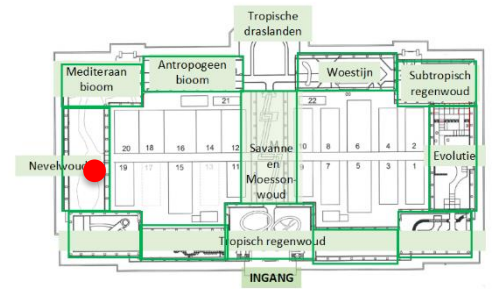 Tropische
draslanden
Antropogeen
bioom
Woestijn
Mediteraan
bioom
Subtropisch
regenwoud
21
22
20 18 16 14 12
10 8 6 4 2
Savanne
en
Moesson-
woud
Evolutie
19 17 15 13 11
9 7 5 3 1
Nevelwoud
Tropisch regenwoud
INGANG